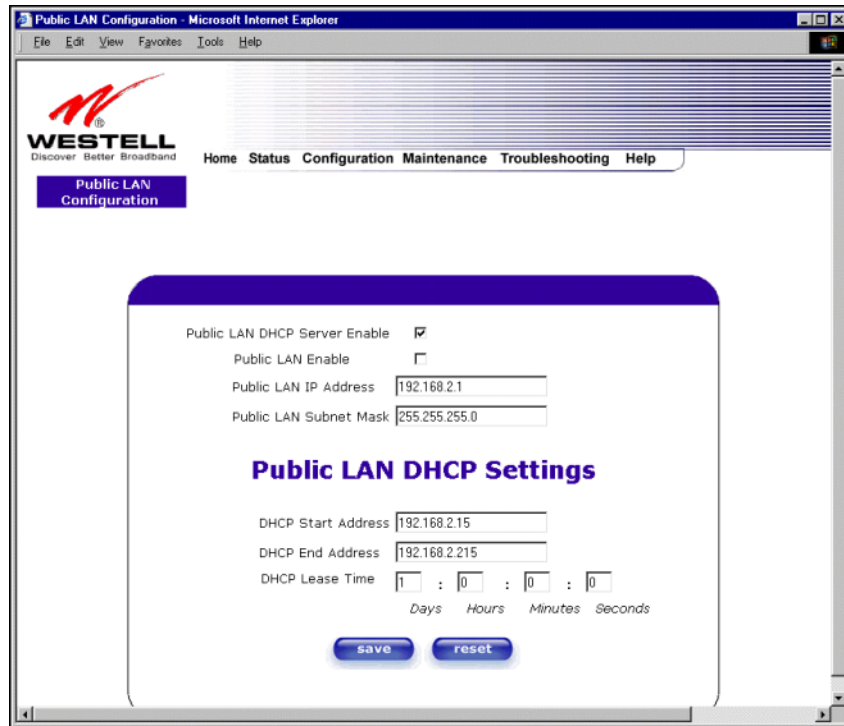 Public LAN Configuration - Microsoft Internet Explorer
File Edit View Favorites Tools Help
®
WESTELL
Discover Better Broadband
Home Status Configuration Maintenance Troubleshooting Help
Public LAN
Configuration
Public LAN DHCP Server Enable
Public LAN Enable
Public LAN IP Address 192.168.2.1
Public LAN Subnet Mask 255.255.255.0
Public LAN DHCP Settings
DHCP Start Address 192.168.2.15
DHCP End Address 192.168.2.215
DHCP Lease Time 1 : 0 : 0 : 0
Days Hours Minutes Seconds
save reset